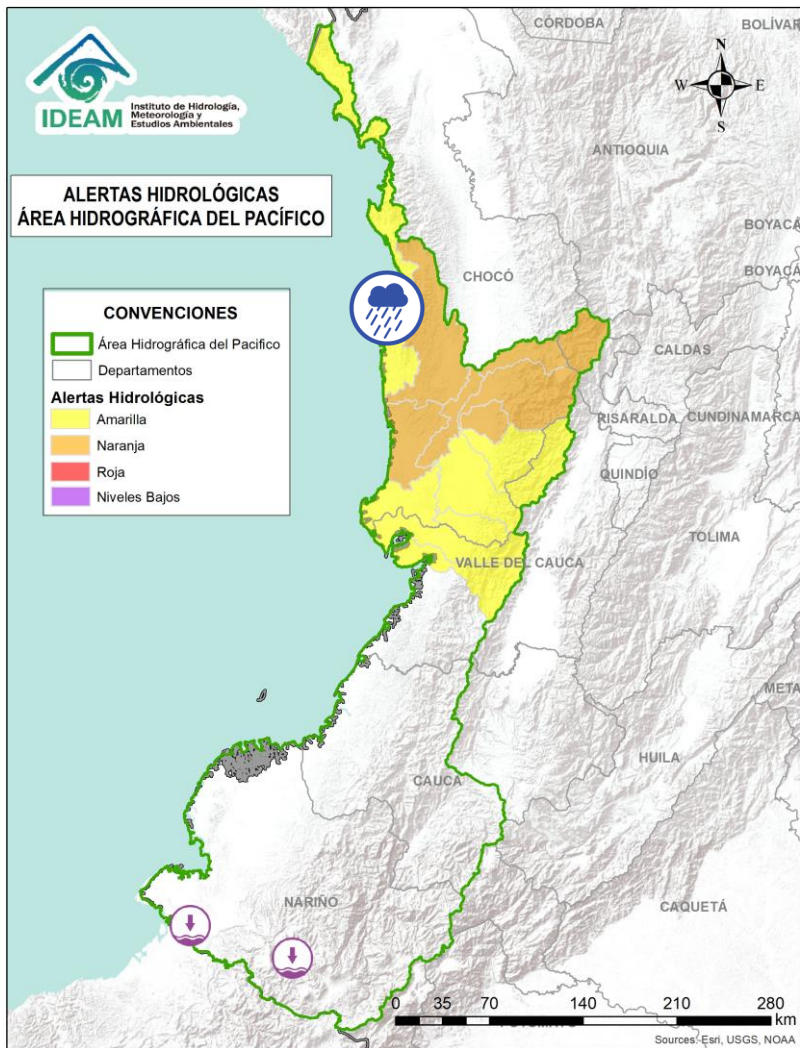 CÓRDOBA
BOLÍVAR
N
W
E
S
IDEAM
Instituto de Hidrología,
Meteorología y
Estudios Ambientales
ANTIOQUIA
ALERTAS HIDROLÓGICAS
ÁREA HIDROGRÁFICA DEL PACÍFICO
BOYACÁ
BOYACÁ
CHOCÓ
CONVENCIONES
Área Hidrográfica del Pacifico
Departamentos
Alertas Hidrológicas
Amarilla
Naranja
Roja
Niveles Bajos
CALDAS
RISARALDA
CUNDINAMARCA
QUINDÍO
TOLIMA
VALLE DEL CAUCA
META
HUILA
CAUCA
NARIÑO
CAQUETÁ
0 35 70 140 210 280
km
Sources: Esri, USGS, NOAA